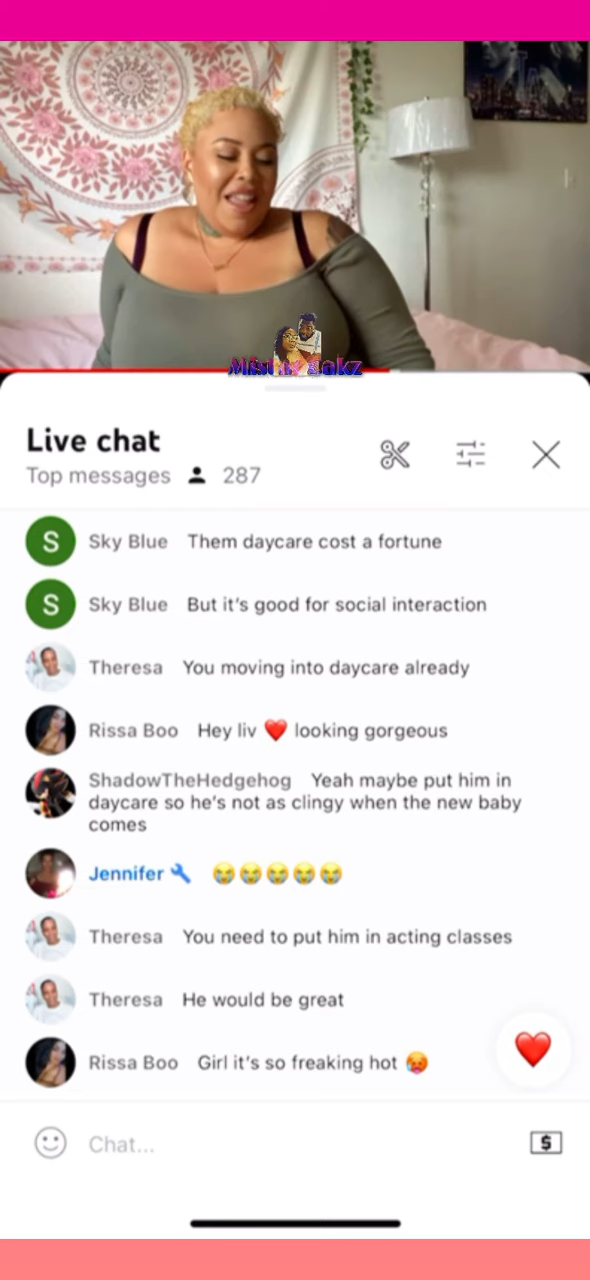 Live chat
Top messages 287
S Sky Blue Them daycare cost a fortune
S Sky Blue But it's good for social interaction
Theresa You moving into daycare already
Rissa Boo Hey liv ❤️ looking gorgeous
ShadowTheHedgehog Yeah maybe put him in
daycare so he's not as clingy when the new baby
comes
Jennifer 🔧 😭😭😭😭😭
Theresa You need to put him in acting classes
Theresa He would be great
Rissa Boo Girl it's so freaking hot 🥵
Chat...
$